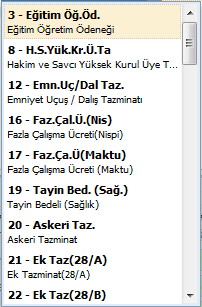 3 - Eğitim Öğ.Öd.
Eğitim Öğretim Ödeneği
8 - H.S.Yük.Kr.Ü.Ta
Hakim ve Savcı Yüksek Kurul Üye T...
12 - Emn.Uç/Dal Taz.
Emniyet Uçuş / Dalış Tazminatı
16 - Faz.Çal.Ü.(Nis)
Fazla Çalışma Ücreti(Nispi)
17 - Faz.Ça.Ü(Maktu)
Fazla Çalışma Ücreti(Maktu)
19 - Tayin Bed. (Sağ.)
Tayin Bedeli (Sağlık)
20 - Askeri Taz.
Askeri Tazminat
21 - Ek Taz(28/A)
Ek Tazminat(28/A)
22 - Ek Taz(28/B)